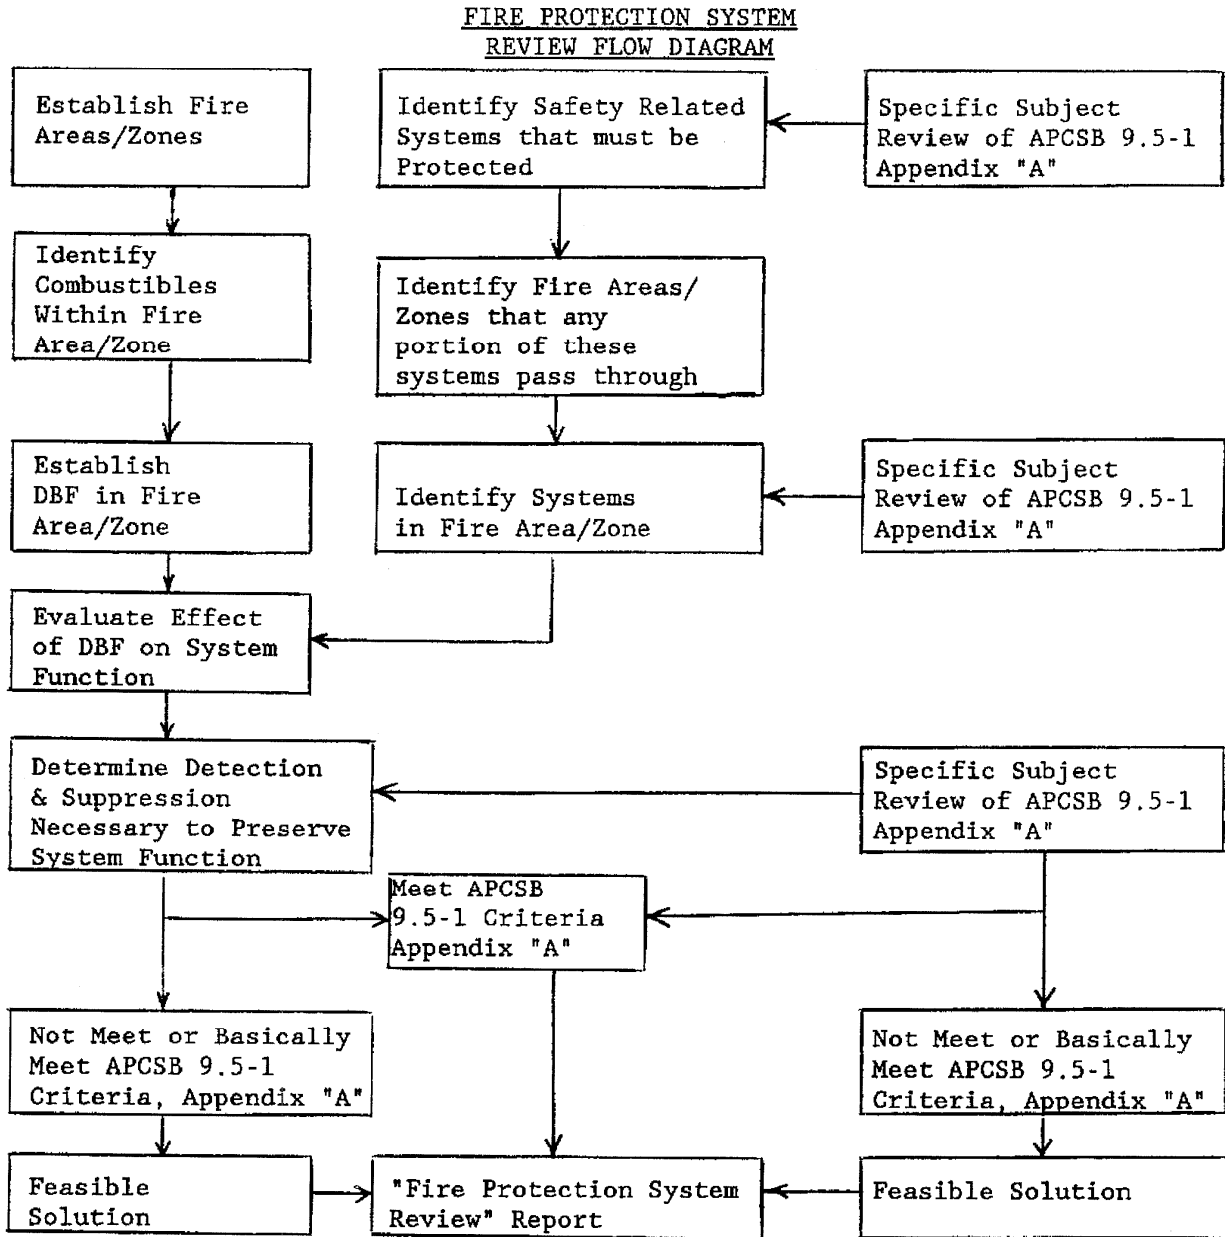 FIRE PROTECTION SYSTEM
REVIEW FLOW DIAGRAM
Establish Fire
Areas/Zones
Identify Safety Related
Systems that must be
Protected
Specific Subject
Review of APCSB 9.5-1
Appendix "A"
Identify
Combustibles
Within Fire
Area/Zone
Identify Fire Areas/
Zones that any
portion of these
systems pass through
Establish
DBF in Fire
Area/Zone
Identify Systems
in Fire Area/Zone
Specific Subject
Review of APCSB 9.5-1
Appendix "A"
Evaluate Effect
of DBF on System
Function
Determine Detection
& Suppression
Necessary to Preserve
System Function
Specific Subject
Review of APCSB 9.5-1
Appendix "A"
Meet APCSB
9.5-1 Criteria
Appendix "A"
Not Meet or Basically
Meet APCSB 9.5-1
Criteria, Appendix "A"
Not Meet or Basically
Meet APCSB 9.5-1
Criteria, Appendix "A"
Feasible
Solution
"Fire Protection System
Review" Report
Feasible Solution